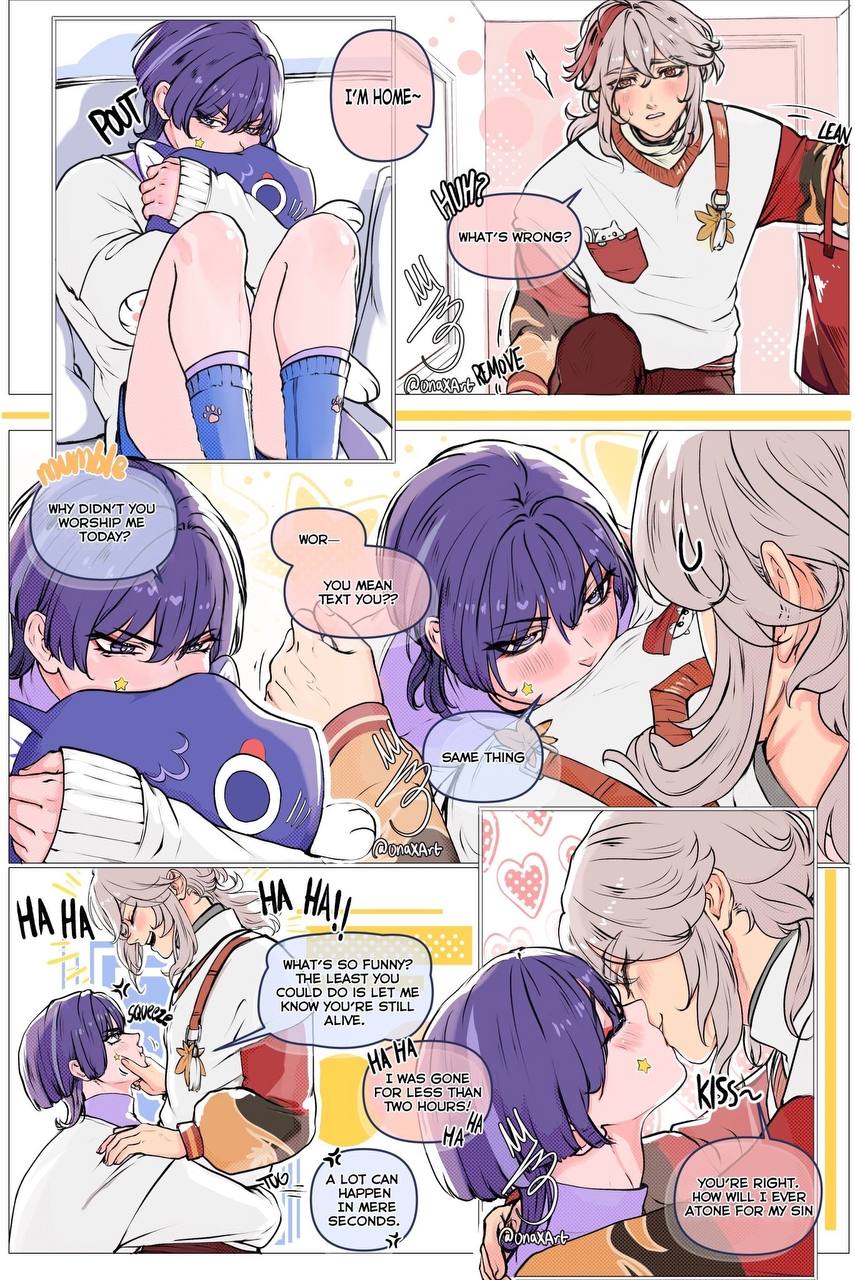 POUT
I'M HOME~
HUH?
WHAT'S WRONG?
LEAN
REMOVE
@onaxArt
mumble
WHY DIDN'T YOU
WORSHIP ME
TODAY?
WOR—
YOU MEAN
TEXT YOU??
SAME THING
@onaxArt
HA HA
HA HA!!
SQUEEZE
WHAT'S SO FUNNY?
THE LEAST YOU
COULD DO IS LET ME
KNOW YOU'RE STILL
ALIVE.
HA HA
I WAS GONE
FOR LESS THAN
TWO HOURS!
HA HA
TUG
A LOT CAN
HAPPEN
IN MERE
SECONDS.
KISS~
YOU'RE RIGHT.
HOW WILL I EVER
ATONE FOR MY SIN
@onaxArt